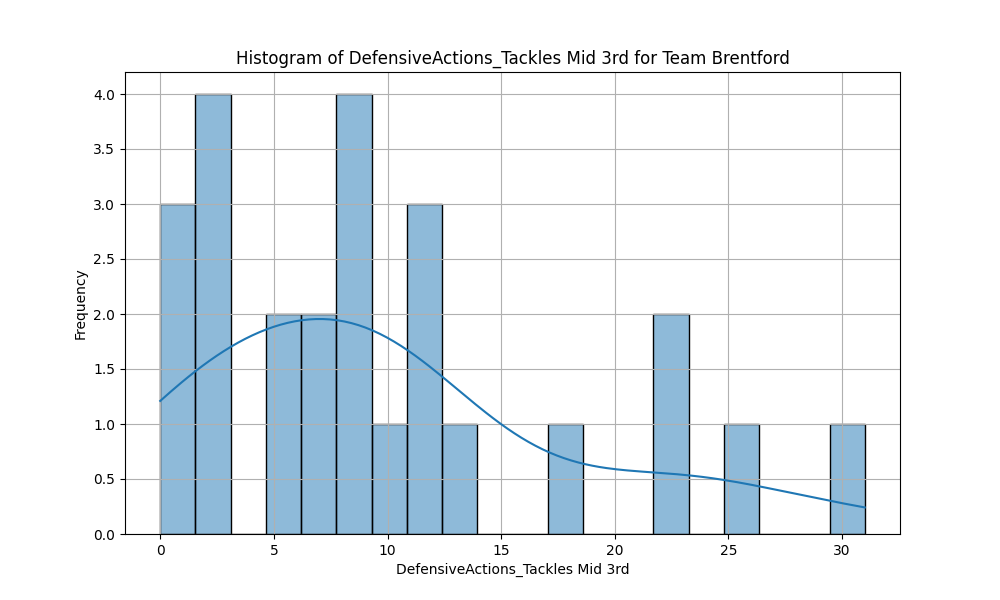 Histogram of DefensiveActions_Tackles Mid 3rd for Team Brentford
4.0
3.5
3.0
2.5
2.0
1.5
1.0
0.5
0.0
Frequency
0 5 10 15 20 25 30
DefensiveActions_Tackles Mid 3rd